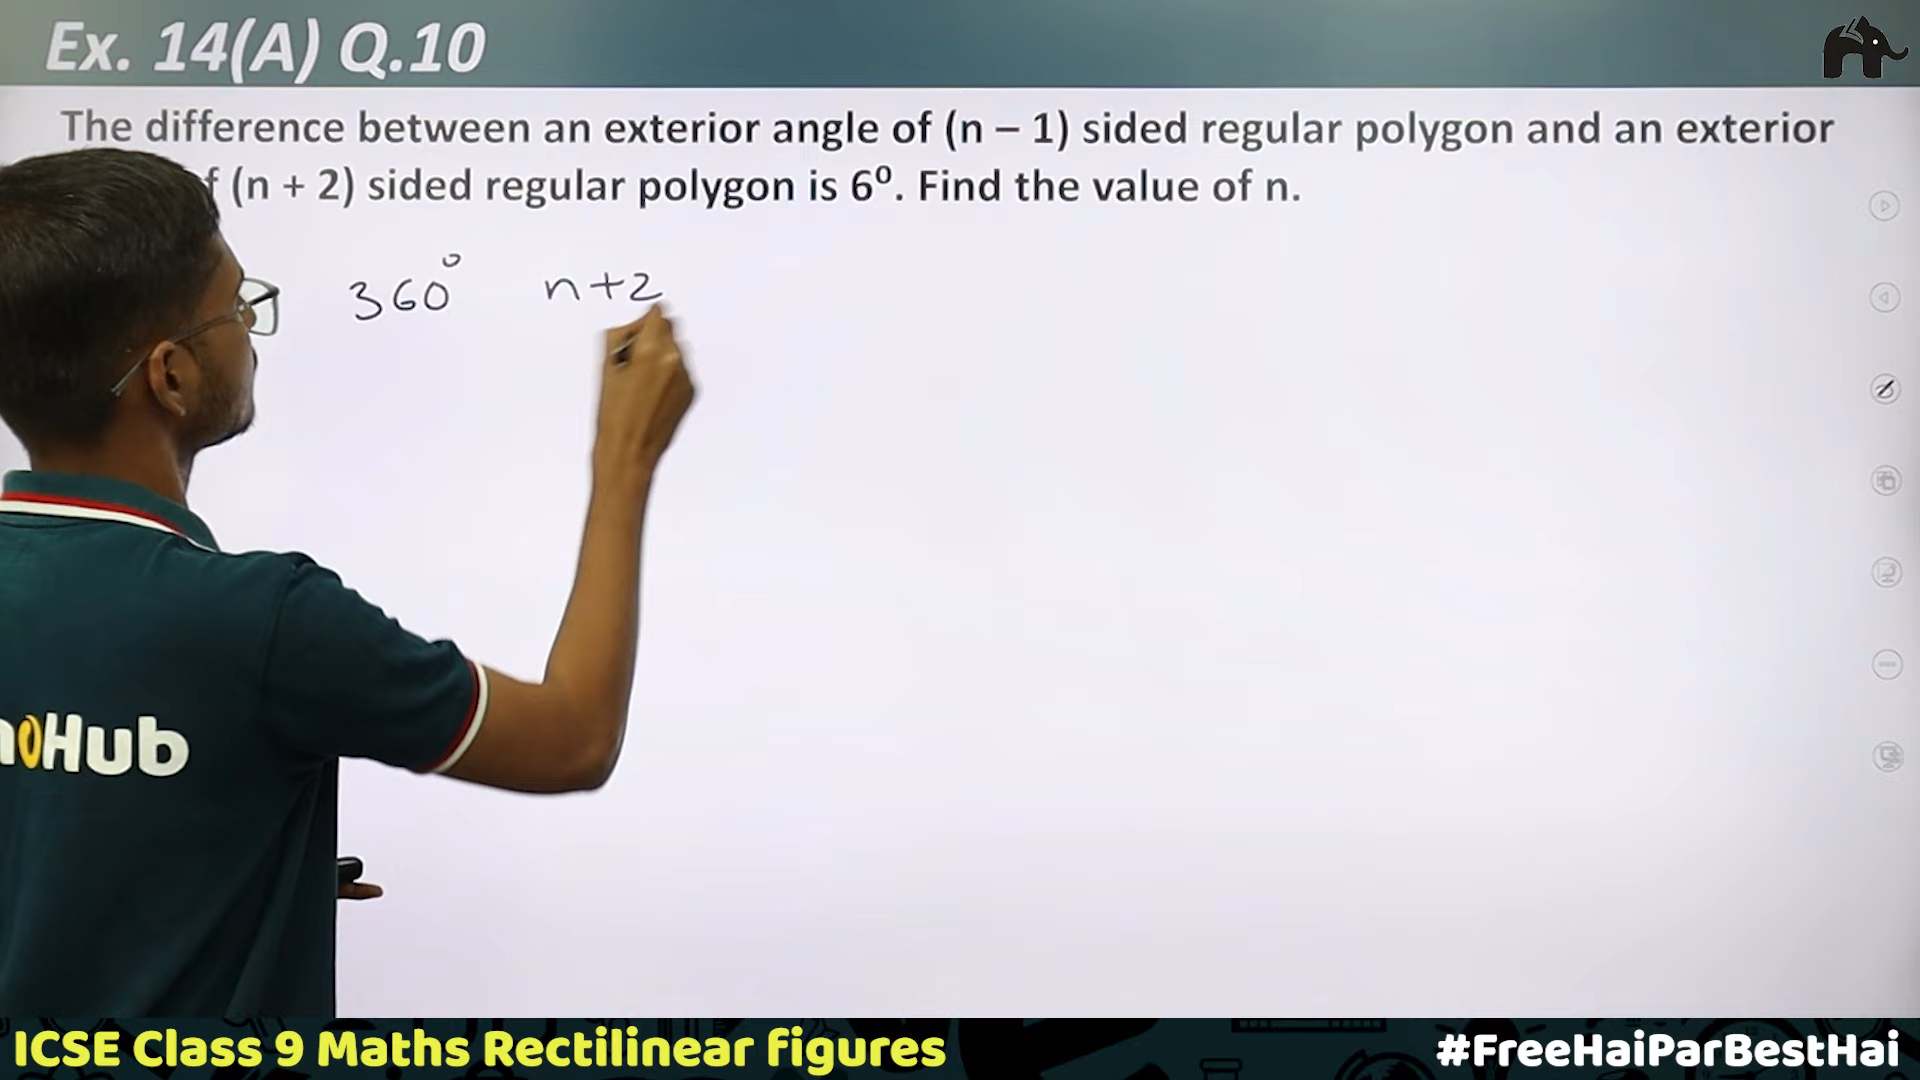 Ex. 14(A) Q.10
The difference between an exterior angle of (n – 1) sided regular polygon and an exterior
(n + 2) sided regular polygon is 6⁰. Find the value of n.
360° n+2
Hub
ICSE Class 9 Maths Rectilinear figures
#FreeHaiParBestHai